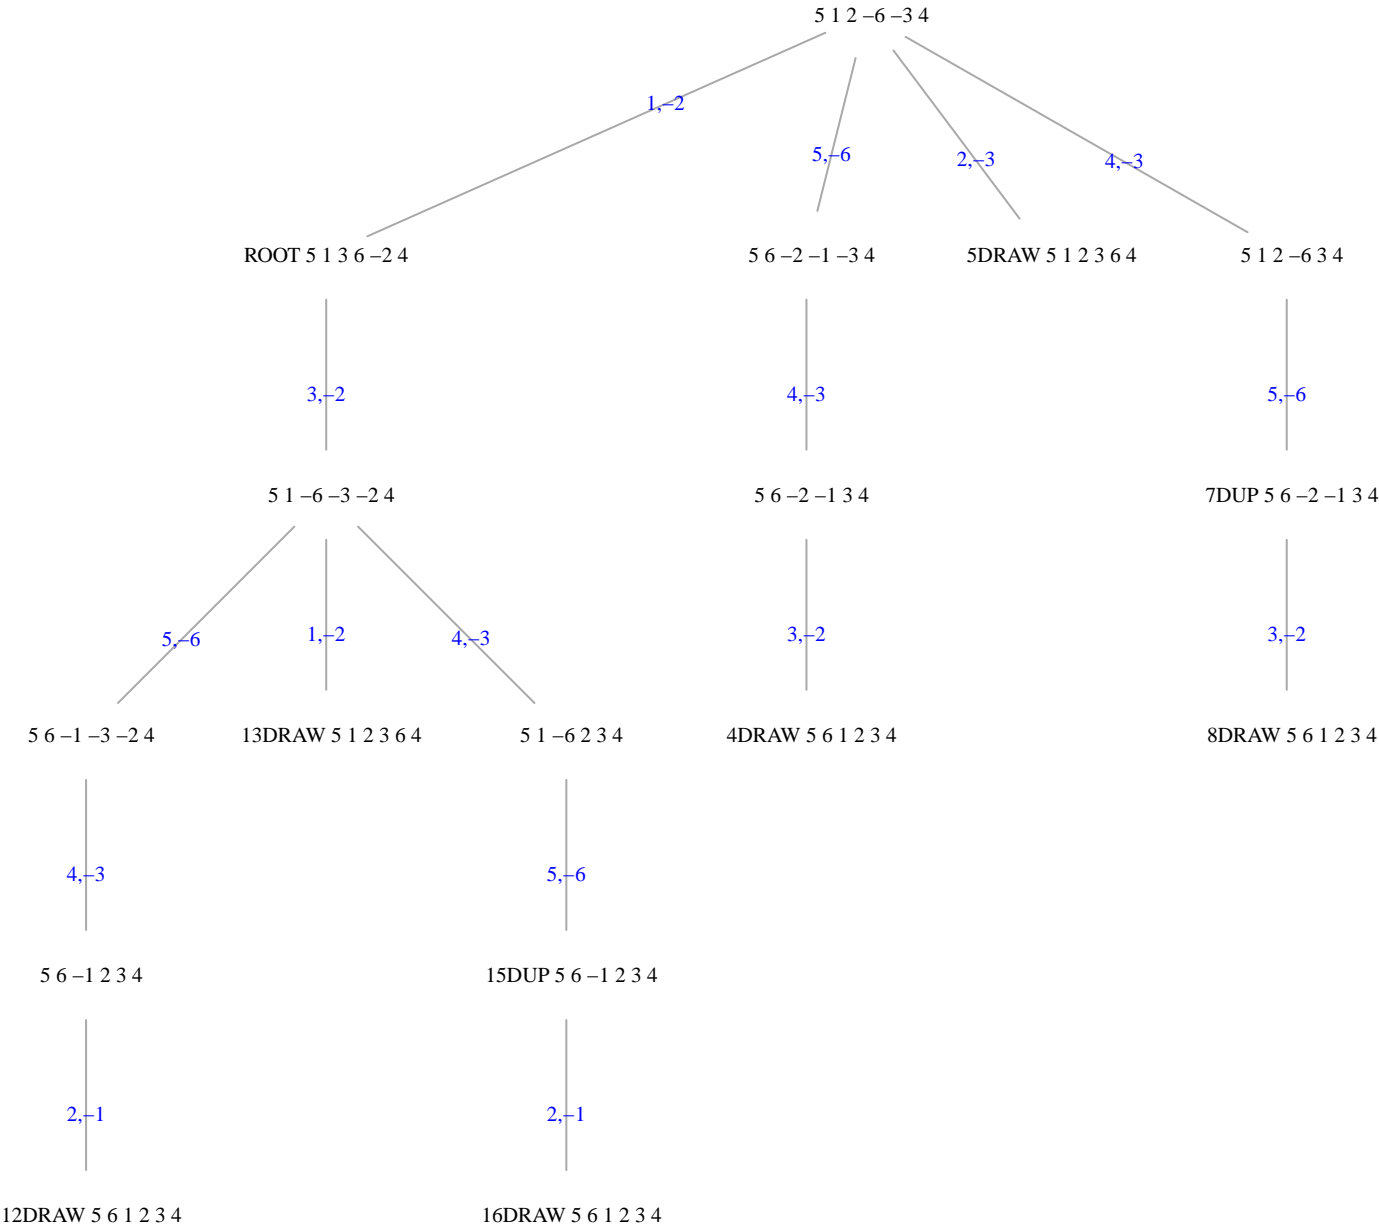 5 1 2 –6 –3 4
1,–2
5,–6
2,–3
4,–3
ROOT 5 1 3 6 –2 4
5 6 –2 –1 –3 4
5DRAW 5 1 2 3 6 4
5 1 2 –6 3 4
3,–2
4,–3
5,–6
5 1 –6 –3 –2 4
5 6 –2 –1 3 4
7DUP 5 6 –2 –1 3 4
5,–6
1,–2
4,–3
3,–2
3,–2
5 6 –1 –3 –2 4
13DRAW 5 1 2 3 6 4
5 1 –6 2 3 4
4DRAW 5 6 1 2 3 4
8DRAW 5 6 1 2 3 4
4,–3
5,–6
5 6 –1 2 3 4
15DUP 5 6 –1 2 3 4
2,–1
2,–1
12DRAW 5 6 1 2 3 4
16DRAW 5 6 1 2 3 4